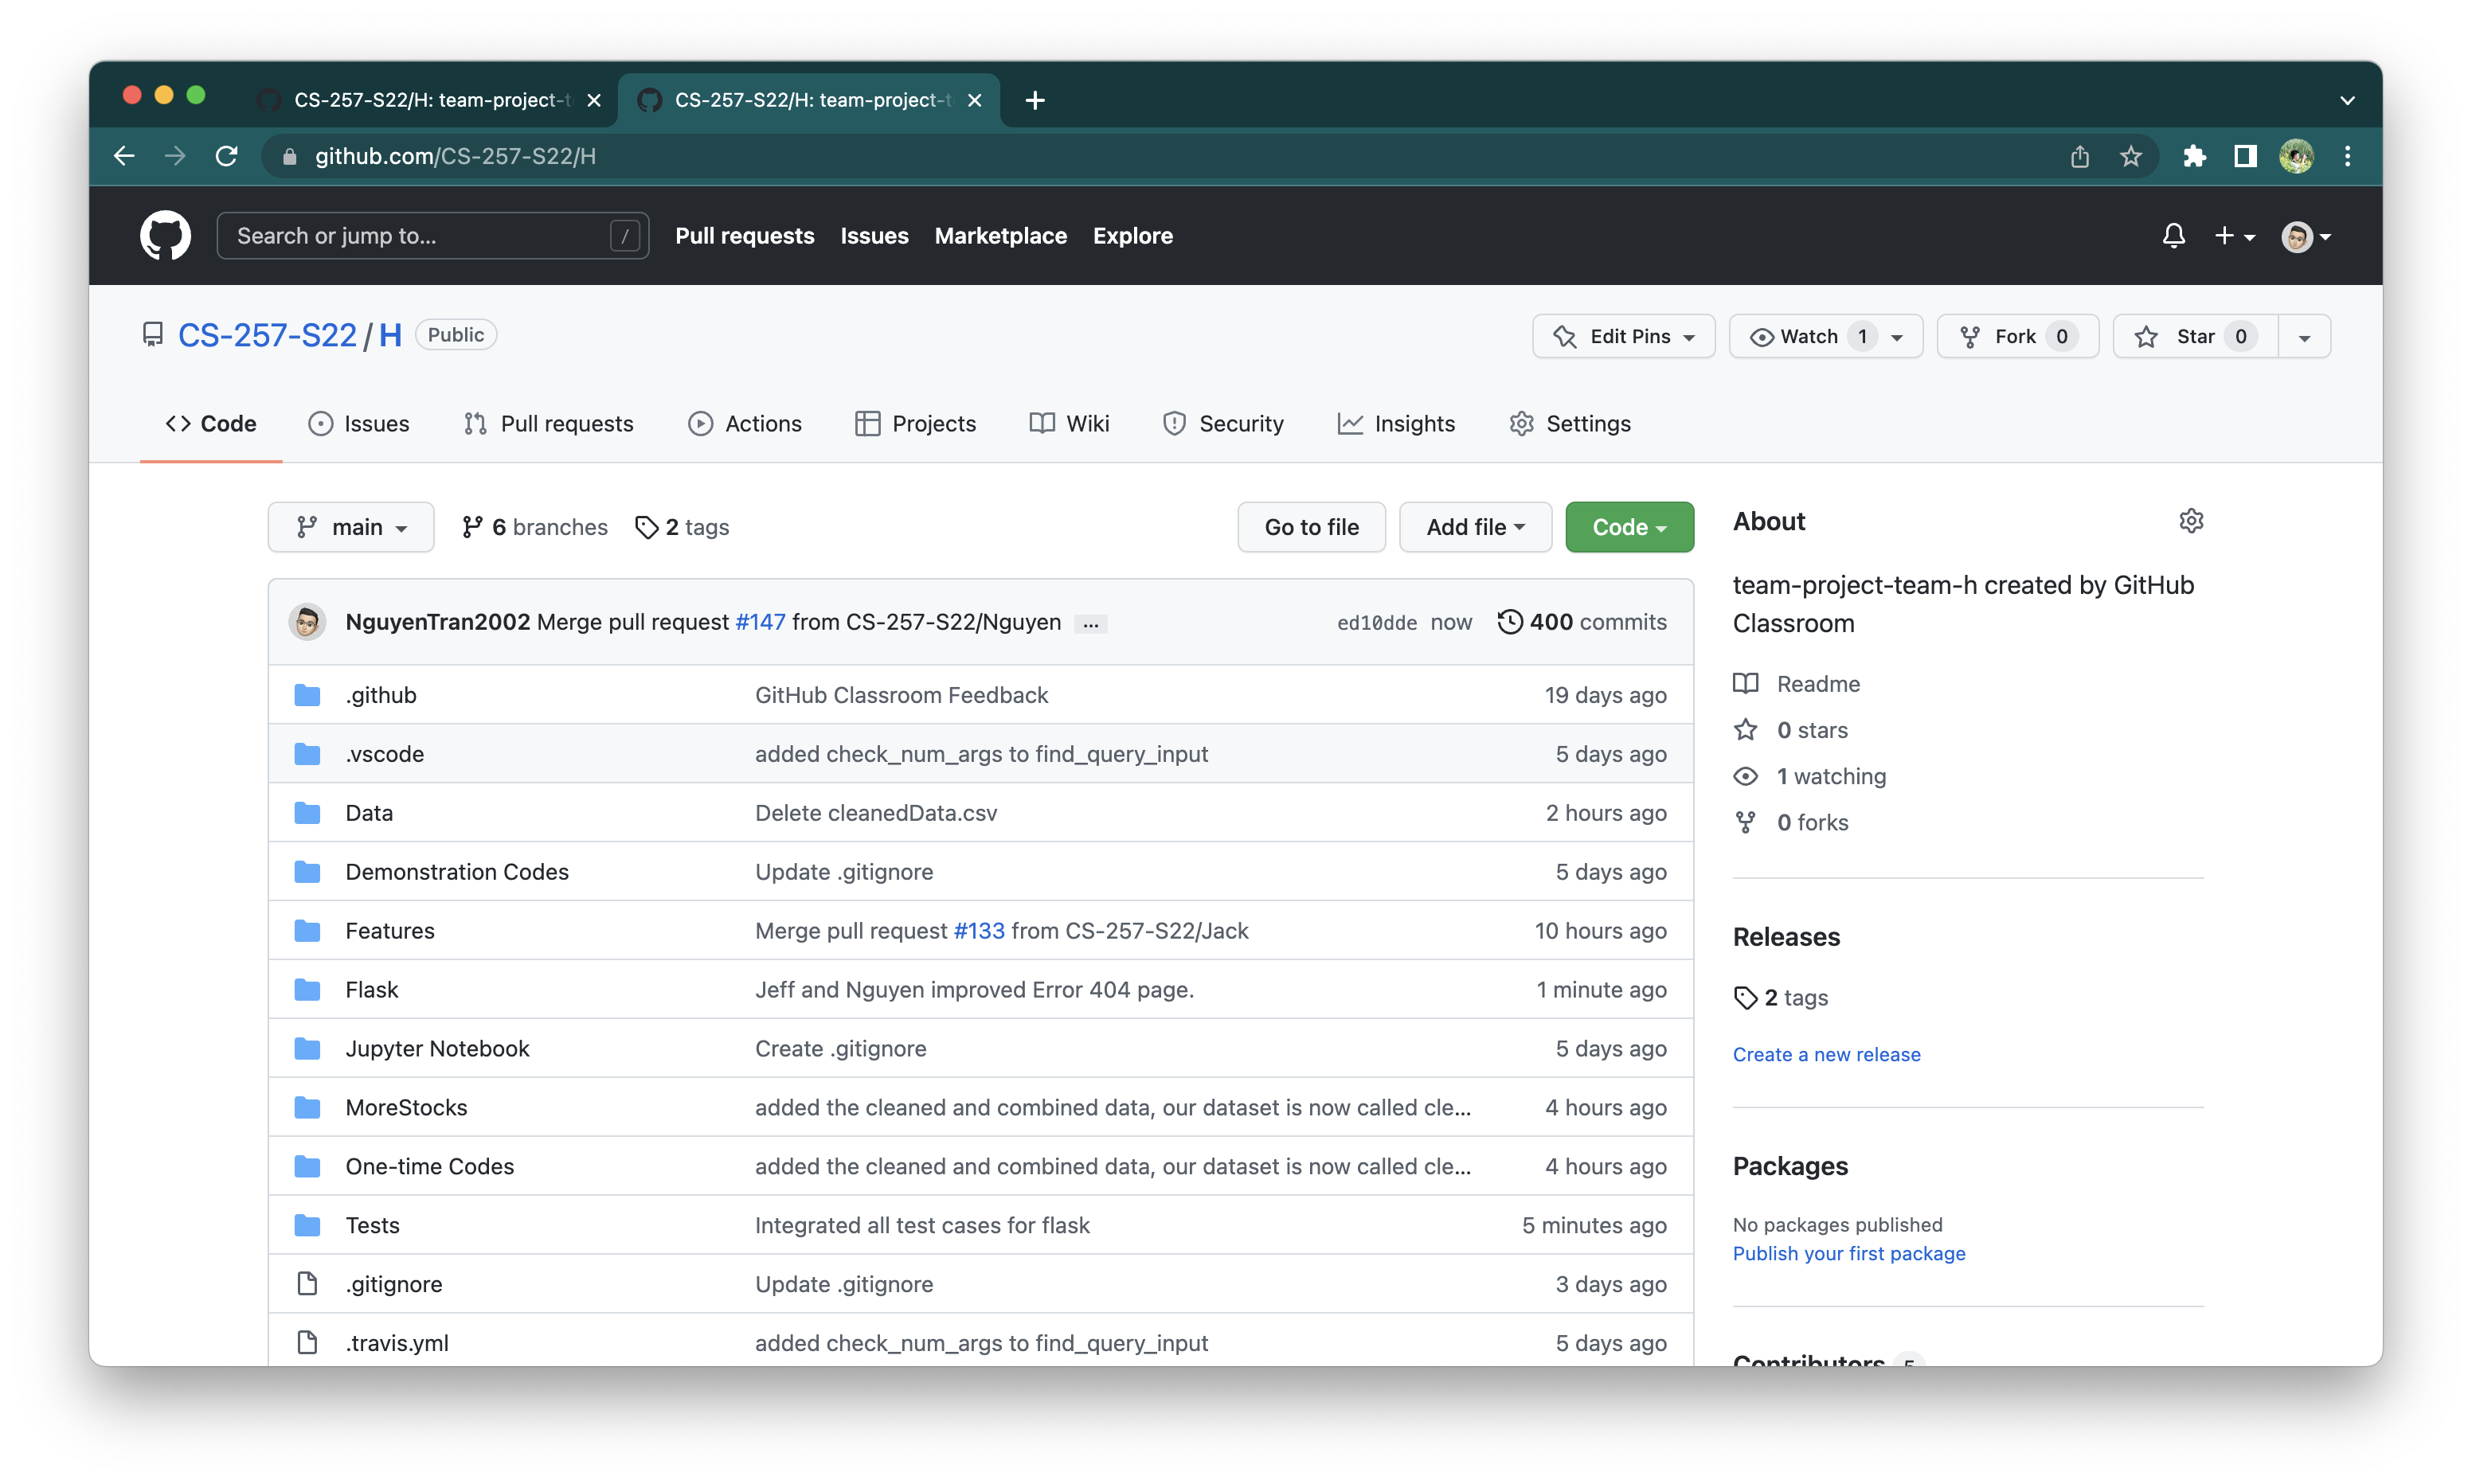 CS-257-S22/H: team-project-t
CS-257-S22/H: team-project-t
github.com/CS-257-S22/H
Search or jump to... /
Pull requests Issues Marketplace Explore
CS-257-S22 / H Public
Edit Pins Watch 1 Fork 0 Star 0
Code Issues Pull requests Actions Projects Wiki Security Insights Settings
main 6 branches 2 tags Go to file Add file Code
NguyenTran2002 Merge pull request #147 from CS-257-S22/Nguyen ... ed10dde now 400 commits
.github GitHub Classroom Feedback 19 days ago
.vscode added check_num_args to find_query_input 5 days ago
Data Delete cleanedData.csv 2 hours ago
Demonstration Codes Update .gitignore 5 days ago
Features Merge pull request #133 from CS-257-S22/Jack 10 hours ago
Flask Jeff and Nguyen improved Error 404 page. 1 minute ago
Jupyter Notebook Create .gitignore 5 days ago
MoreStocks added the cleaned and combined data, our dataset is now called cle... 4 hours ago
One-time Codes added the cleaned and combined data, our dataset is now called cle... 4 hours ago
Tests Integrated all test cases for flask 5 minutes ago
.gitignore Update .gitignore 3 days ago
.travis.yml added check_num_args to find_query_input 5 days ago
About
team-project-team-h created by GitHub
Classroom
Readme
0 stars
1 watching
0 forks
Releases
2 tags
Create a new release
Packages
No packages published
Publish your first package
Contributors 5